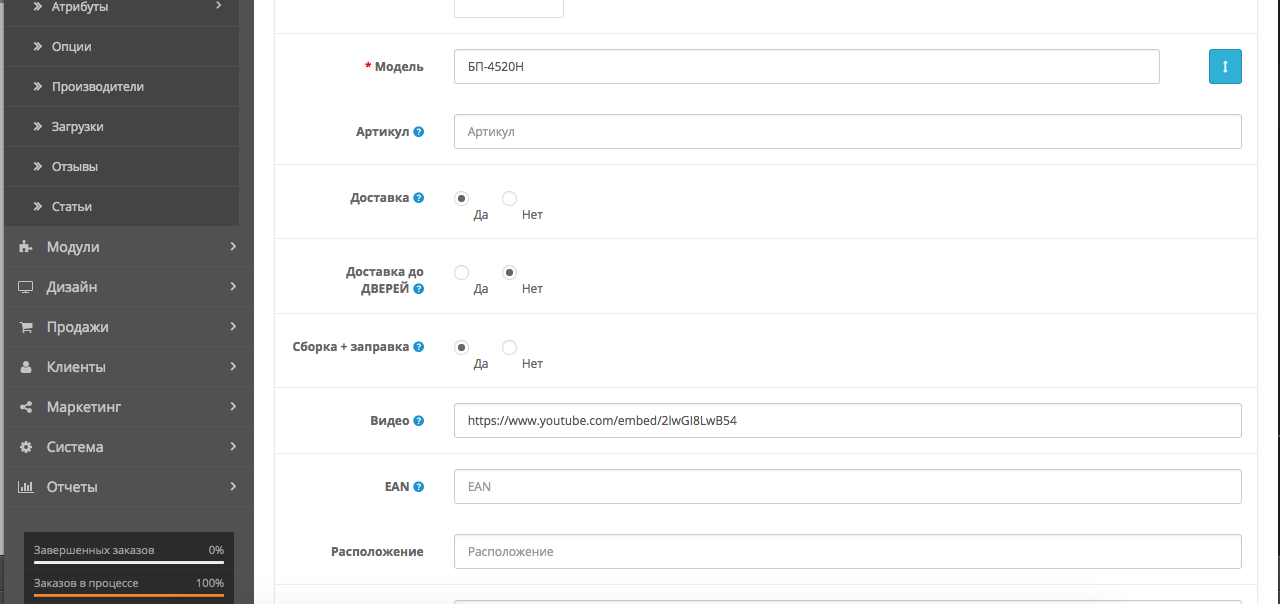 Атрибуты
Опции
Производители
Загрузки
Отзывы
Статьи
Модули
Дизайн
Продажи
Клиенты
Маркетинг
Система
Отчеты
Завершенных заказов 0%
Заказов в процессе 100%
* Модель БП-4520Н
Артикул Артикул
Доставка Да Нет
Доставка до
ДВЕРЕЙ Да Нет
Сборка + заправка Да Нет
Видео https://www.youtube.com/embed/2lwGI8LwB54
EAN EAN
Расположение Расположение